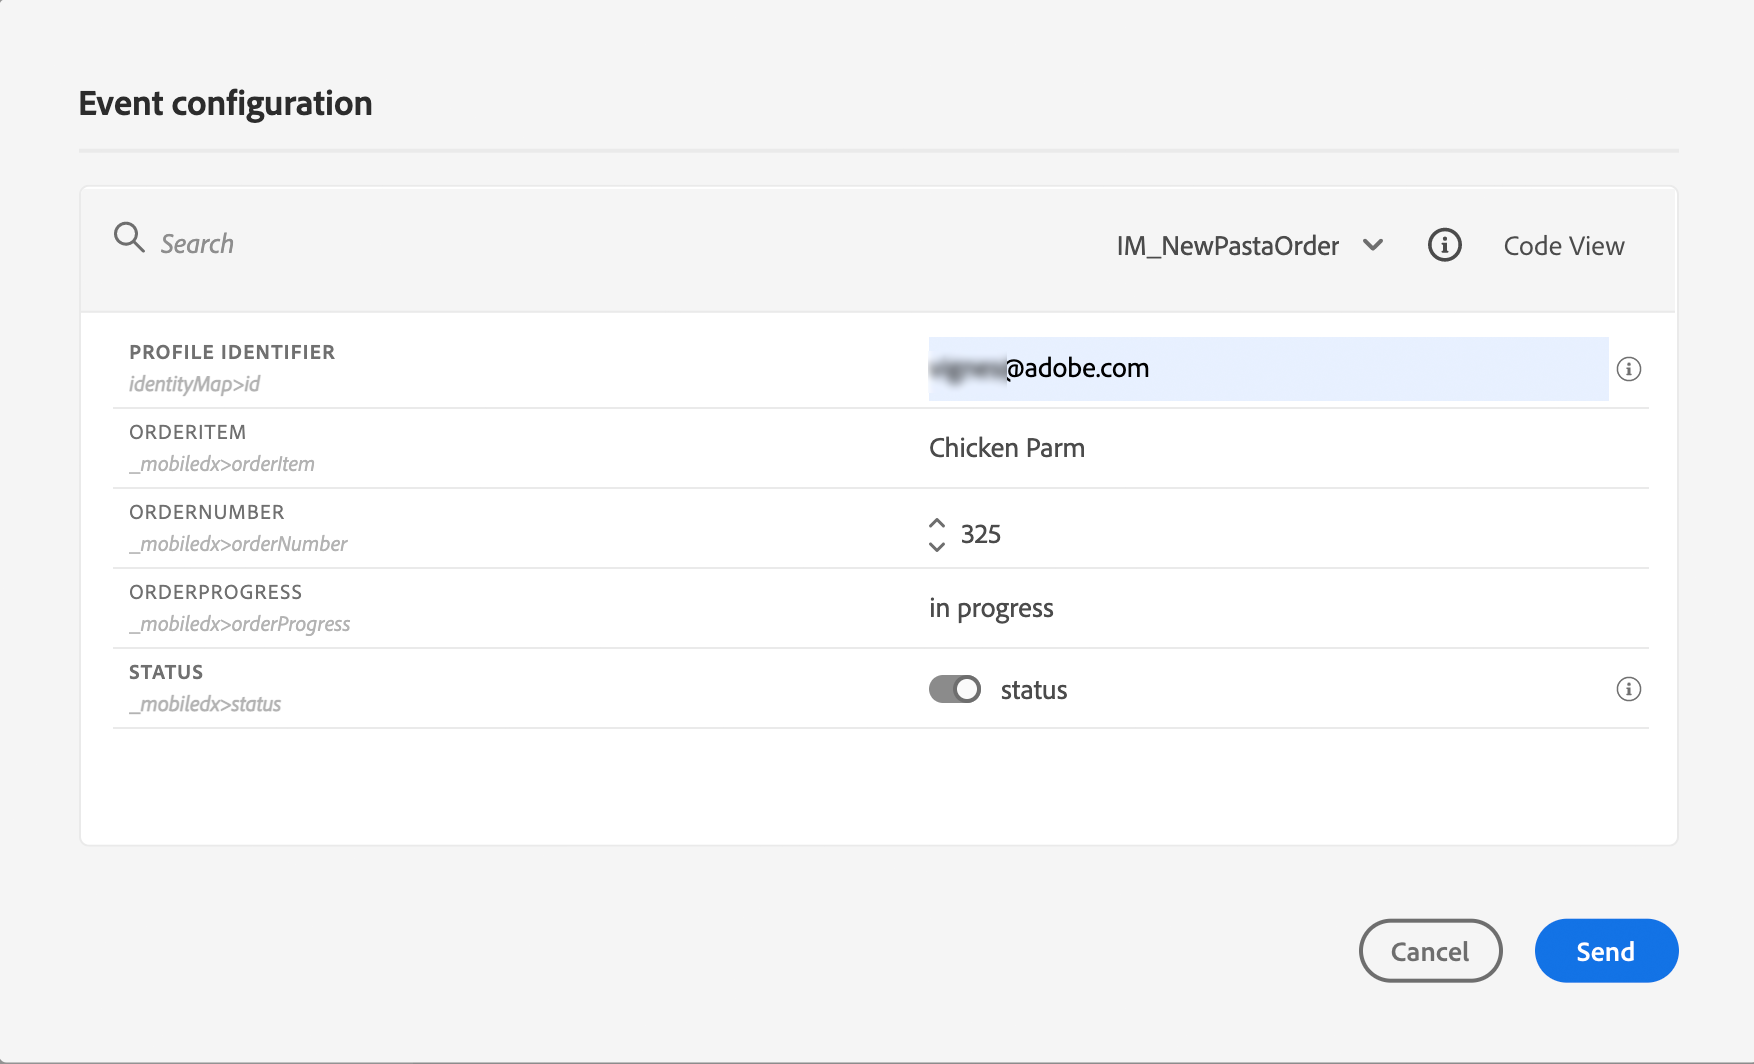 Event configuration
Search
IM_NewPastaOrder
Code View
PROFILE IDENTIFIER
identityMap>id
@adobe.com
ORDERITEM
_mobiledx>orderItem
Chicken Parm
ORDERNUMBER
_mobiledx>orderNumber
325
ORDERPROGRESS
_mobiledx>orderProgress
in progress
STATUS
_mobiledx>status
status
Cancel
Send